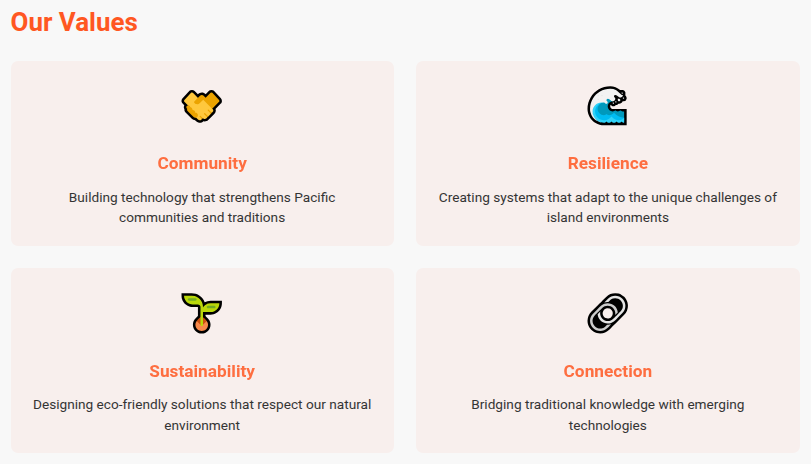 Our Values
Community
Building technology that strengthens Pacific
communities and traditions
Resilience
Creating systems that adapt to the unique challenges of
island environments
Sustainability
Designing eco-friendly solutions that respect our natural
environment
Connection
Bridging traditional knowledge with emerging
technologies